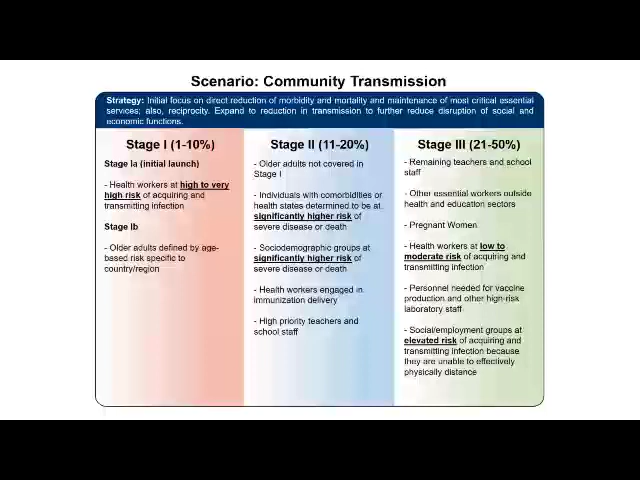 Scenario: Community Transmission
Strategy: Initial focus on direct reduction of morbidity and mortality and maintenance of most critical essential
services; also, reciprocity. Expand to reduction in transmission to further reduce disruption of social and
economic functions.
Stage I (1-10%)
Stage Ia (initial launch)
- Health workers at high to very
high risk of acquiring and
transmitting infection
Stage Ib
- Older adults defined by age-
based risk specific to
country/region
Stage II (11-20%)
- Older adults not covered in
Stage I
- Individuals with comorbidities or
health states determined to be at
significantly higher risk of
severe disease or death
- Sociodemographic groups at
significantly higher risk of
severe disease or death
- Health workers engaged in
immunization delivery
- High priority teachers and
school staff
Stage III (21-50%)
- Remaining teachers and school
staff
- Other essential workers outside
health and education sectors
- Pregnant Women
- Health workers at low to
moderate risk of acquiring and
transmitting infection
- Personnel needed for vaccine
production and other high-risk
laboratory staff
- Social/employment groups at
elevated risk of acquiring and
transmitting infection because
they are unable to effectively
physically distance